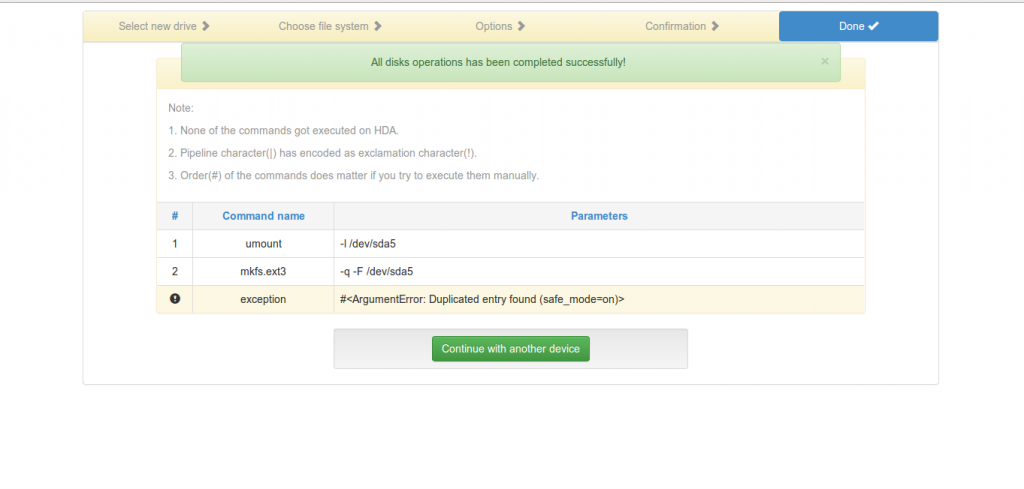 Select new drive
Choose file system
Options
Confirmation
Done
All disks operations has been completed successfully!
×
Note:
1. None of the commands got executed on HDA.
2. Pipeline character(|) has encoded as exclamation character(!).
3. Order(#) of the commands does matter if you try to execute them manually.
# Command name Parameters
1 umount -l /dev/sda5
2 mkfs.ext3 -q -F /dev/sda5
exception #<ArgumentError: Duplicated entry found (safe_mode=on)>
Continue with another device